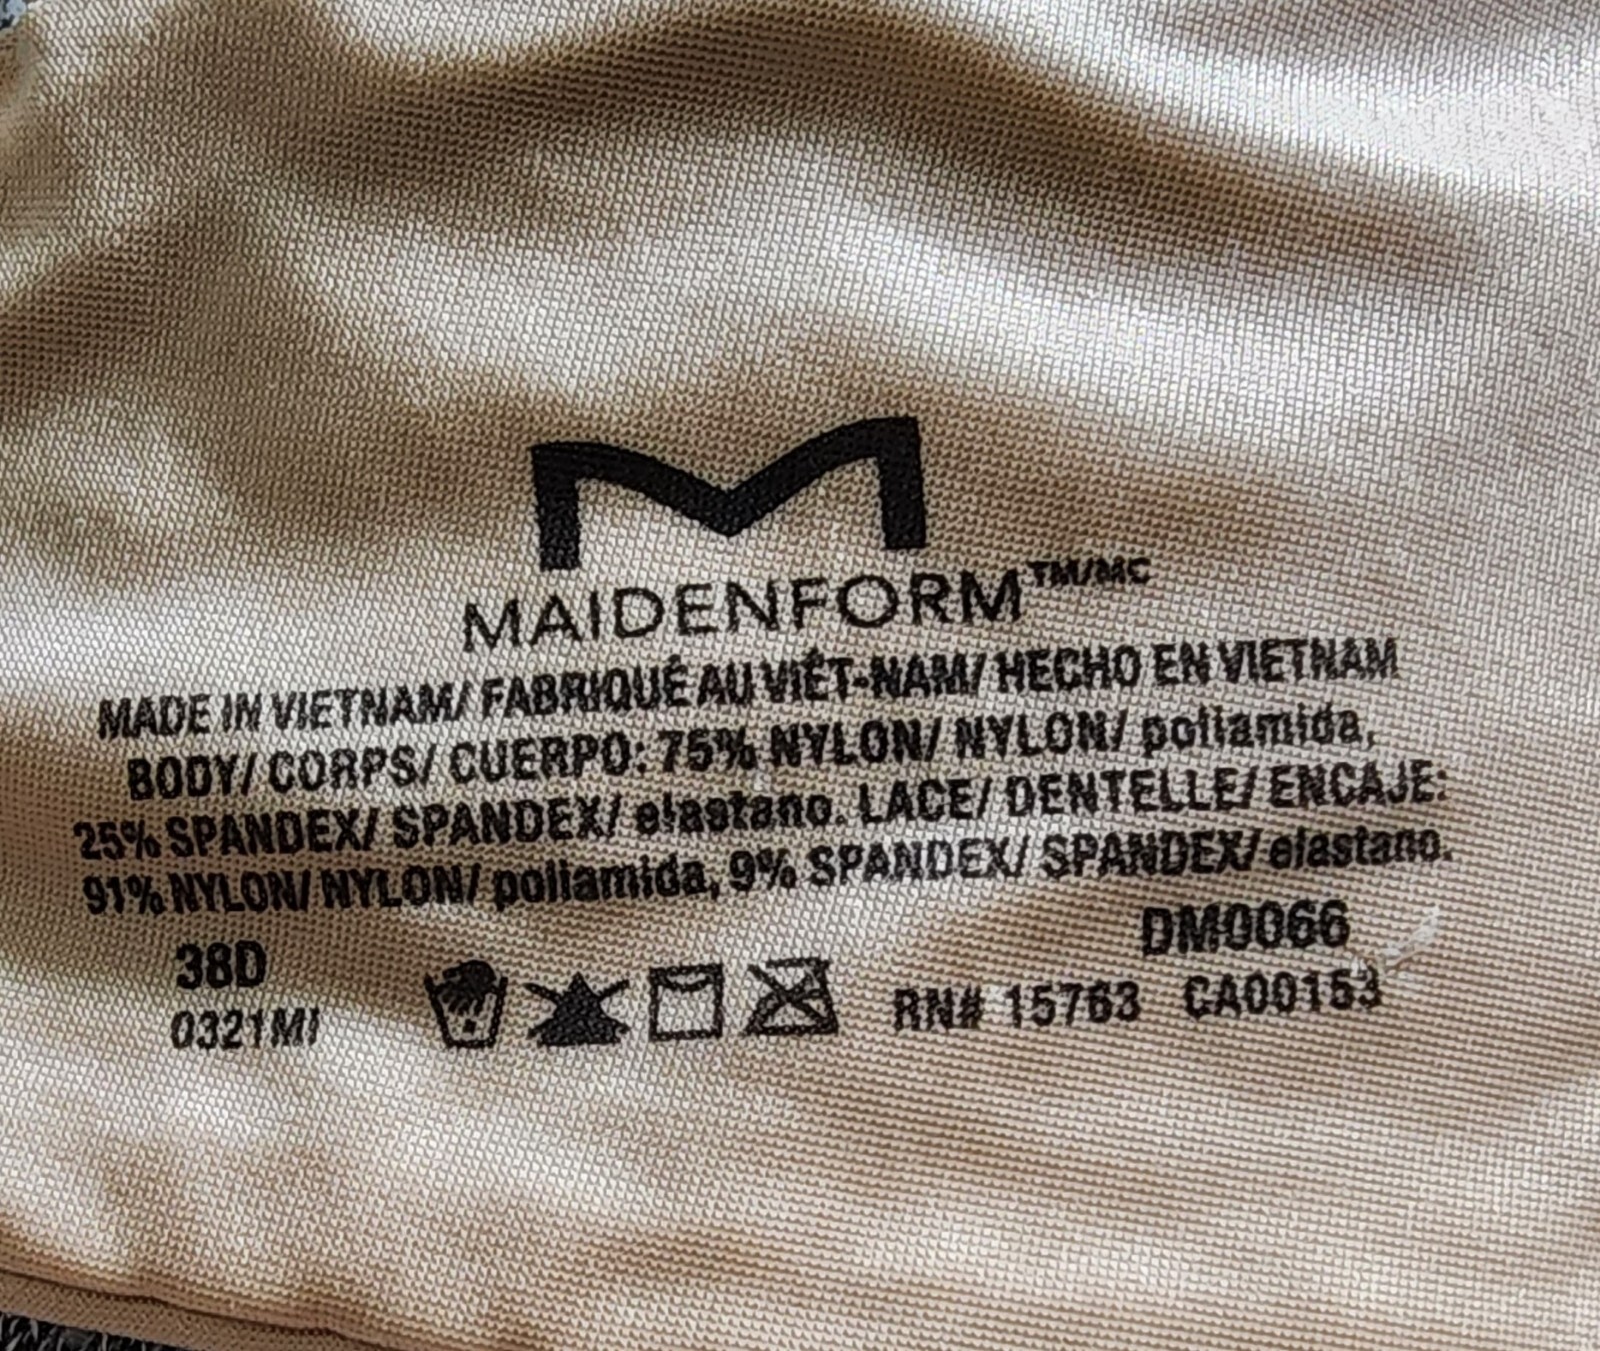 MAIDENFORM™/MC
MADE IN VIETNAM/ FABRIQUÉ AU VIÊT-NAM/ HECHO EN VIETNAM
BODY/ CORPS/ CUERPO: 75% NYLON/ NYLON/ poliamida,
25% SPANDEX/ SPANDEX/ elastano. LACE/ DENTELLE/ ENCAJE:
91% NYLON/ NYLON/ poliamida, 9% SPANDEX/ SPANDEX/ elastano.
DM0066
38D
0321MI
RN# 15763 CA00153